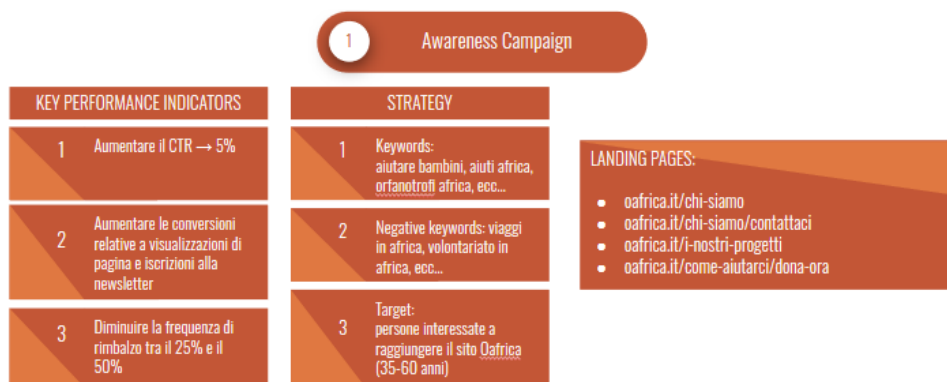 1
Awareness Campaign
KEY PERFORMANCE INDICATORS
1
Aumentare il CTR → 5%
2
Aumentare le conversioni
relative a visualizzazioni di
pagina e iscrizioni alla
newsletter
3
Diminuire la frequenza di
rimbalzo tra il 25% e il
50%
STRATEGY
1
Keywords:
aiutare bambini, aiuti africa,
orfanotrofi africa, ecc...
2
Negative keywords: viaggi
in africa, volontariato in
africa, ecc...
3
Target:
persone interessate a
raggiungere il sito Oafrica
(35-60 anni)
LANDING PAGES:
● oafrica.it/chi-siamo
● oafrica.it/chi-siamo/contattaci
● oafrica.it/i-nostri-progetti
● oafrica.it/come-aiutarci/dona-ora